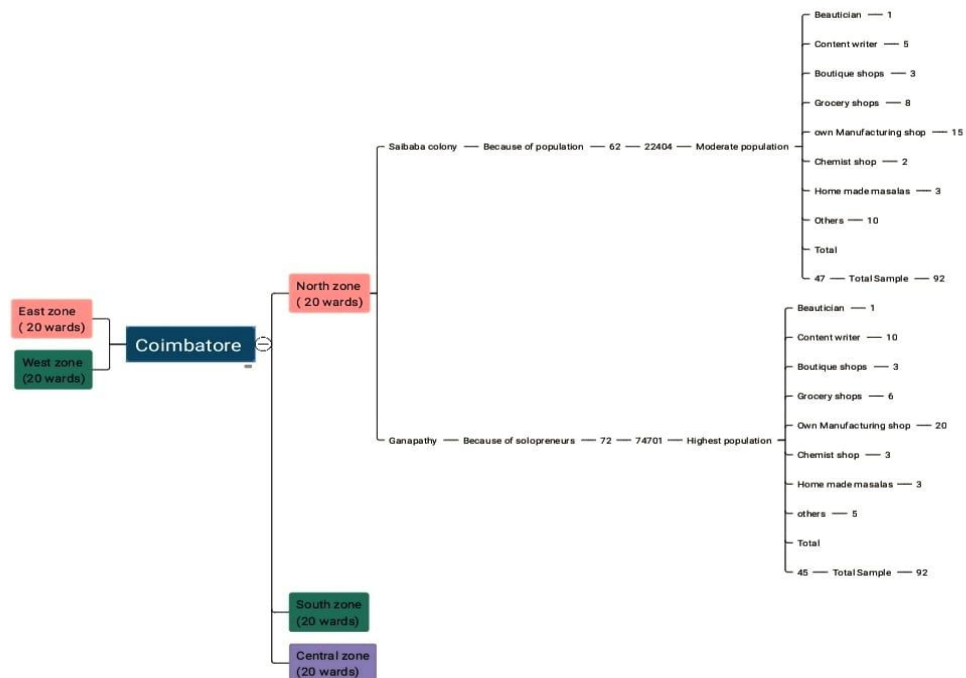 East zone
( 20 wards)
West zone
(20 wards)
Coimbatore
North zone
( 20 wards)
Saibaba colony — Because of population — 62 — 22404 — Moderate population
Beautician — 1
Content writer — 5
Boutique shops — 3
Grocery shops — 8
own Manufacturing shop — 15
Chemist shop — 2
Home made masalas — 3
Others — 10
Total
47 — Total Sample — 92
Ganapathy — Because of solopreneurs — 72 — 74701 — Highest population
Beautician — 1
Content writer — 10
Boutique shops — 3
Grocery shops — 6
Own Manufacturing shop — 20
Chemist shop — 3
Home made masalas — 3
others — 5
Total
45 — Total Sample — 92
South zone
(20 wards)
Central zone
(20 wards)